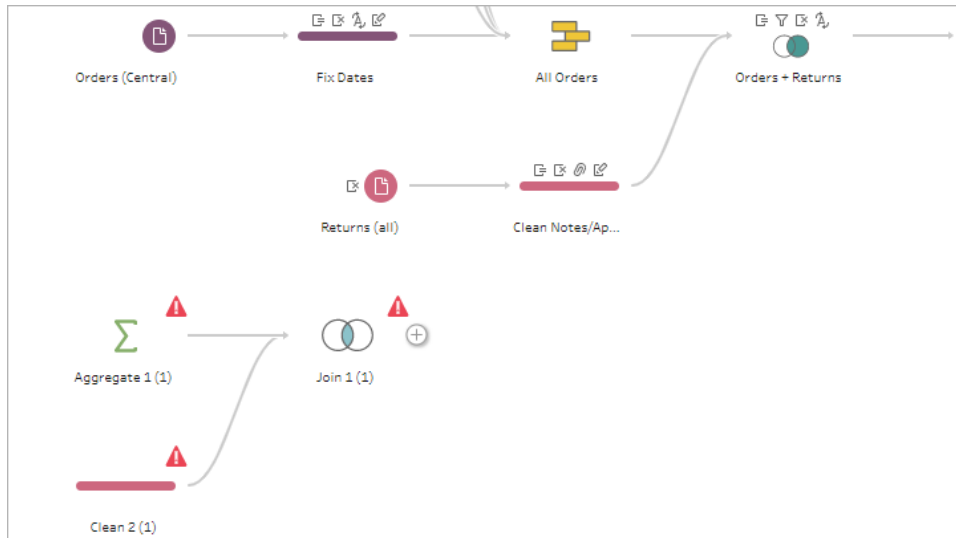 Orders (Central)
Fix Dates
All Orders
Orders + Returns
Returns (all)
Clean Notes/Ap...
Aggregate 1 (1)
Join 1 (1)
Clean 2 (1)